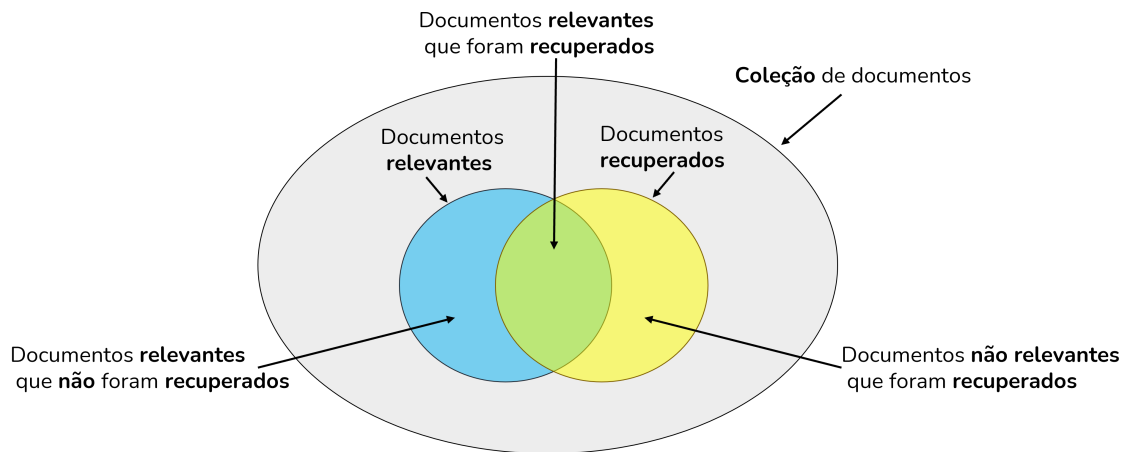 Documentos relevantes
que foram recuperados
Coleção de documentos
Documentos
relevantes
Documentos
recuperados
Documentos relevantes
que não foram recuperados
Documentos não relevantes
que foram recuperados